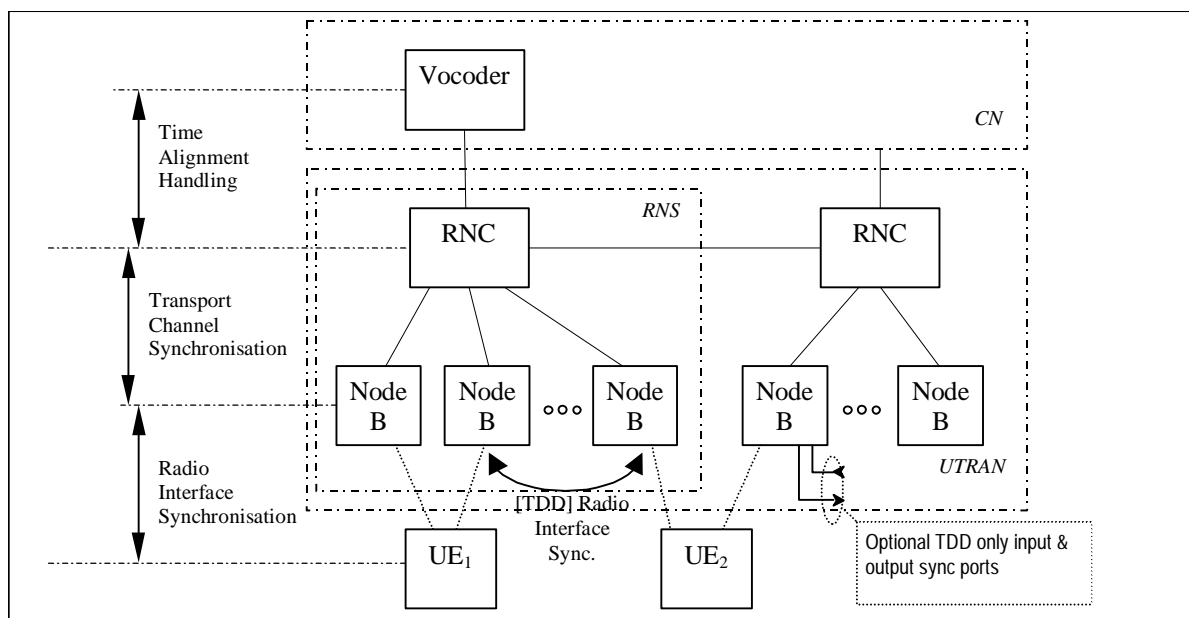 Vocoder
CN
Time
Alignment
Handling
RNS
RNC
RNC
Transport
Channel
Synchronisation
Node
B
Node
B
Node
B
Node
B
Node
B
UTRAN
Radio
Interface
Synchronisation
[TDD] Radio
Interface
Sync.
UE₁
UE₂
Optional TDD only input &
output sync ports